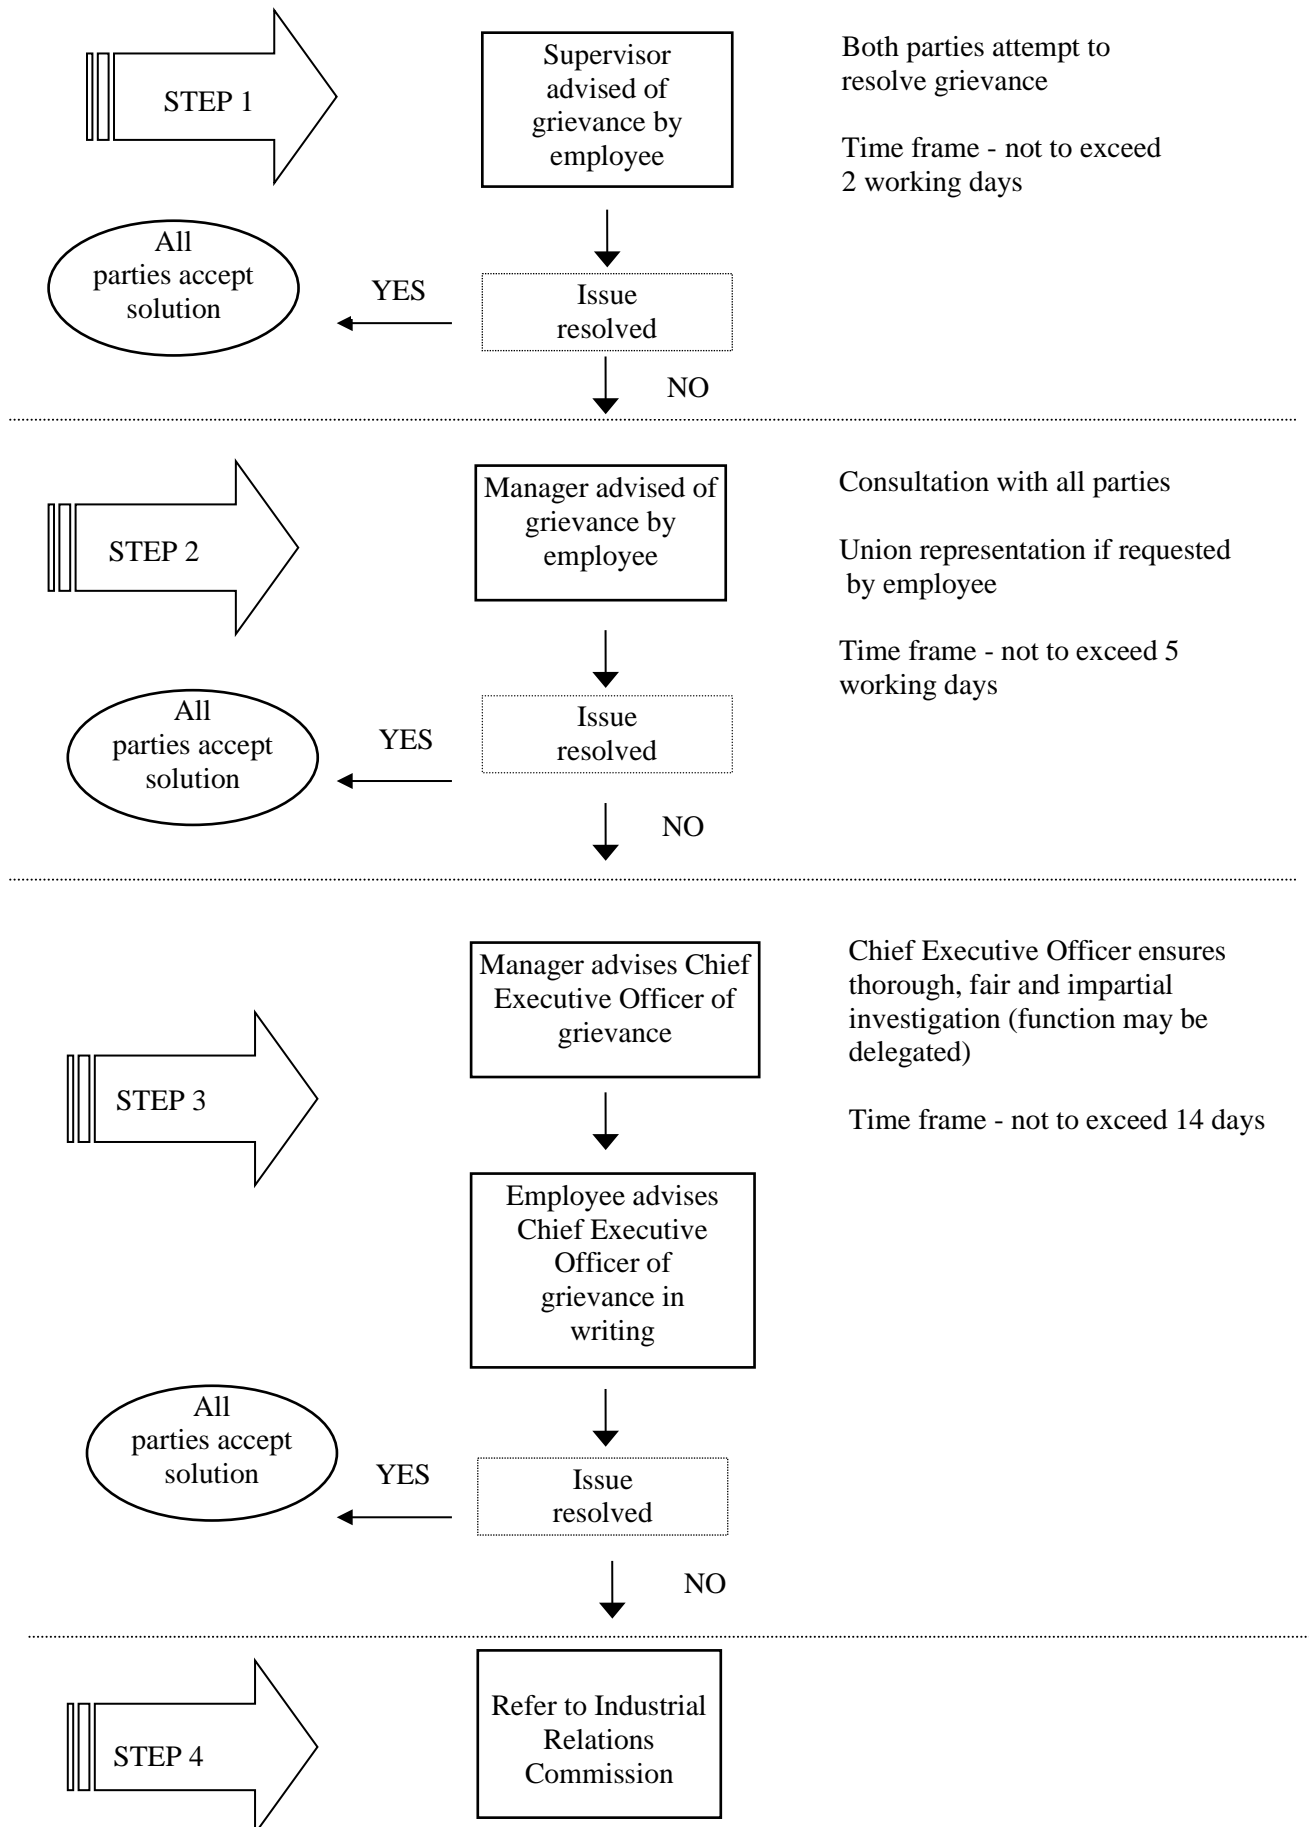 STEP 1
Supervisor
advised of
grievance by
employee
Both parties attempt to
resolve grievance
Time frame - not to exceed
2 working days
All
parties accept
solution
YES
Issue
resolved
NO
STEP 2
Manager advised of
grievance by
employee
Consultation with all parties
Union representation if requested
by employee
Time frame - not to exceed 5
working days
All
parties accept
solution
YES
Issue
resolved
NO
STEP 3
Manager advises Chief
Executive Officer of
grievance
Chief Executive Officer ensures
thorough, fair and impartial
investigation (function may be
delegated)
Time frame - not to exceed 14 days
Employee advises
Chief Executive
Officer of
grievance in
writing
All
parties accept
solution
YES
Issue
resolved
NO
STEP 4
Refer to Industrial
Relations
Commission